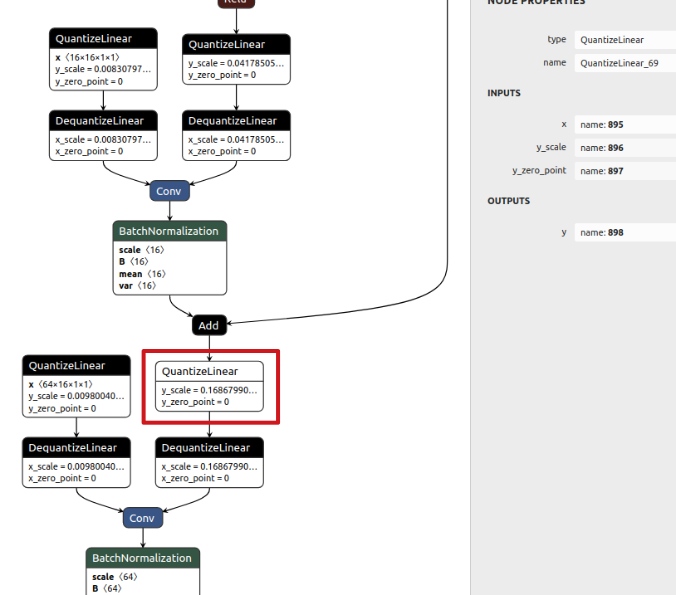 Relu
QuantizeLinear
x ⟨16×16×1×1⟩
y_scale = 0.00830797...
y_zero_point = 0
QuantizeLinear
y_scale = 0.04178505...
y_zero_point = 0
DequantizeLinear
x_scale = 0.00830797...
x_zero_point = 0
DequantizeLinear
x_scale = 0.04178505...
x_zero_point = 0
Conv
BatchNormalization
scale ⟨16⟩
B ⟨16⟩
mean ⟨16⟩
var ⟨16⟩
Add
QuantizeLinear
x ⟨64×16×1×1⟩
y_scale = 0.00980040...
y_zero_point = 0
QuantizeLinear
y_scale = 0.16867990...
y_zero_point = 0
DequantizeLinear
x_scale = 0.00980040...
x_zero_point = 0
DequantizeLinear
x_scale = 0.16867990...
x_zero_point = 0
Conv
BatchNormalization
scale ⟨64⟩
B ⟨64⟩
NODE PROPERTIES
type QuantizeLinear
name QuantizeLinear_69
INPUTS
x name: 895
y_scale name: 896
y_zero_point name: 897
OUTPUTS
y name: 898